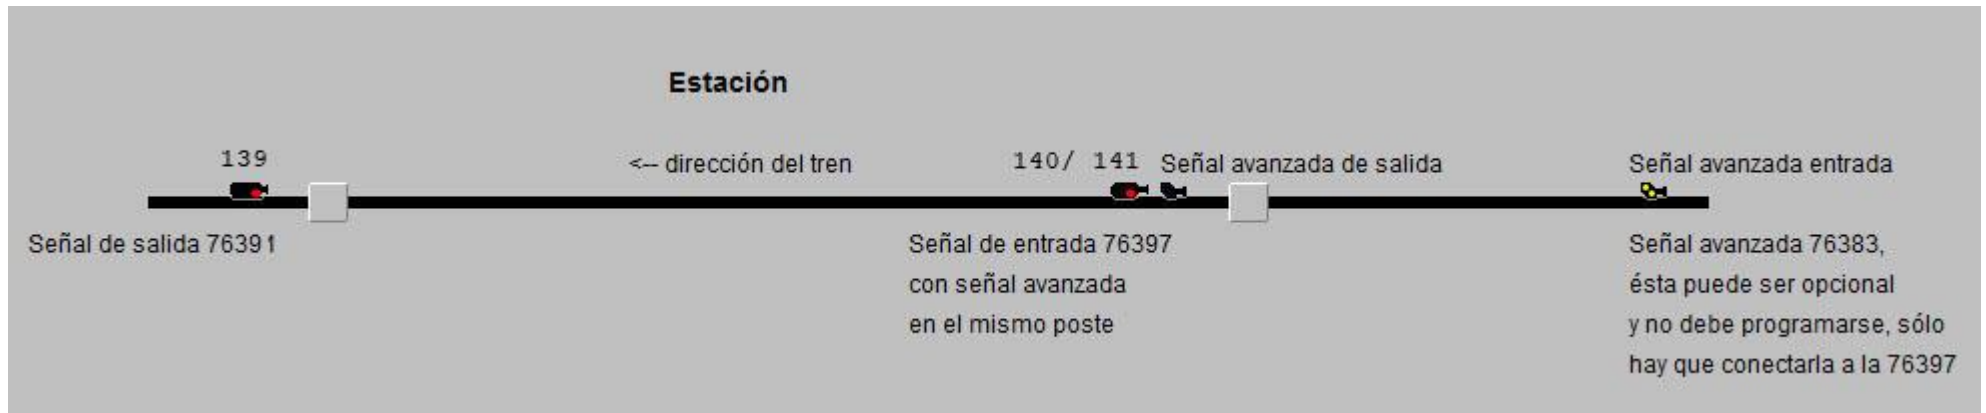 Estación
139
<-- dirección del tren
140/ 141
Señal avanzada de salida
Señal avanzada entrada
Señal de salida 76391
Señal de entrada 76397
con señal avanzada
en el mismo poste
Señal avanzada 76383,
ésta puede ser opcional
y no debe programarse, sólo
hay que conectarla a la 76397